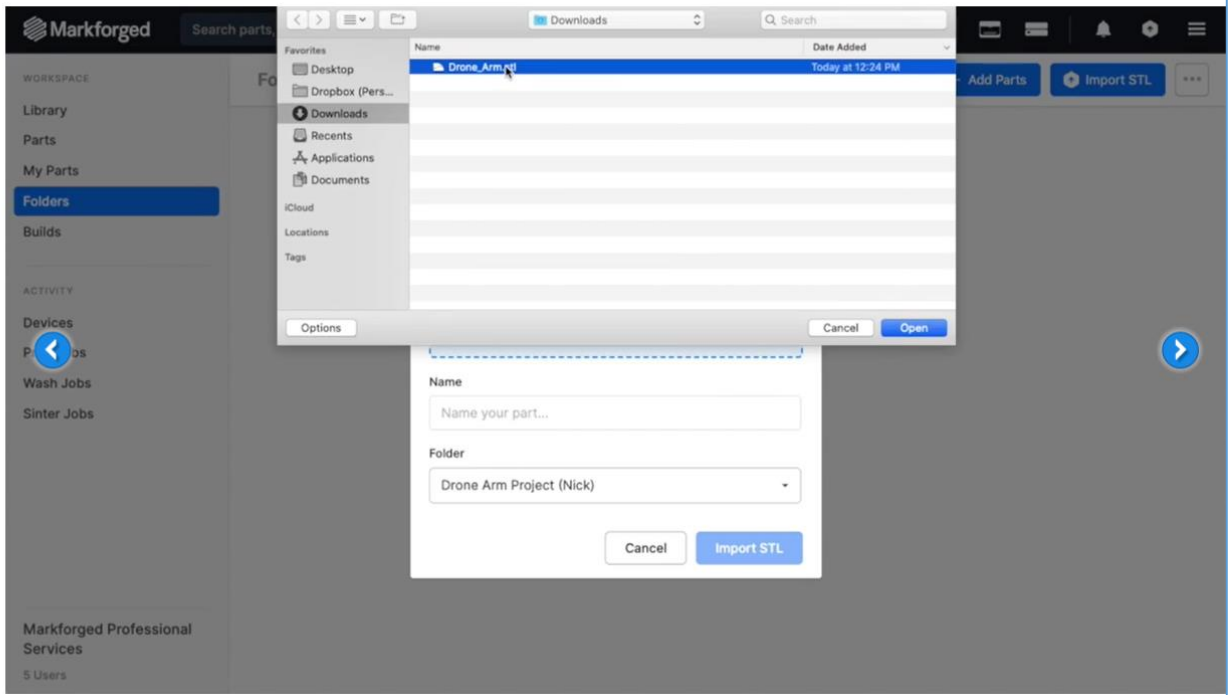 Markforged
Search parts,
Downloads
Search
WORKSPACE
Library
Parts
My Parts
Folders
Builds
ACTIVITY
Devices
Wash Jobs
Sinter Jobs
Markforged Professional
Services
5 Users
Fo
Add Parts
Import STL
Favorites
Desktop
Dropbox (Pers...
Downloads
Recents
Applications
Documents
iCloud
Locations
Tags
Name
Date Added
Drone_Arm.stl
Today at 12:24 PM
Options
Cancel
Open
Name
Name your part...
Folder
Drone Arm Project (Nick)
Cancel
Import STL